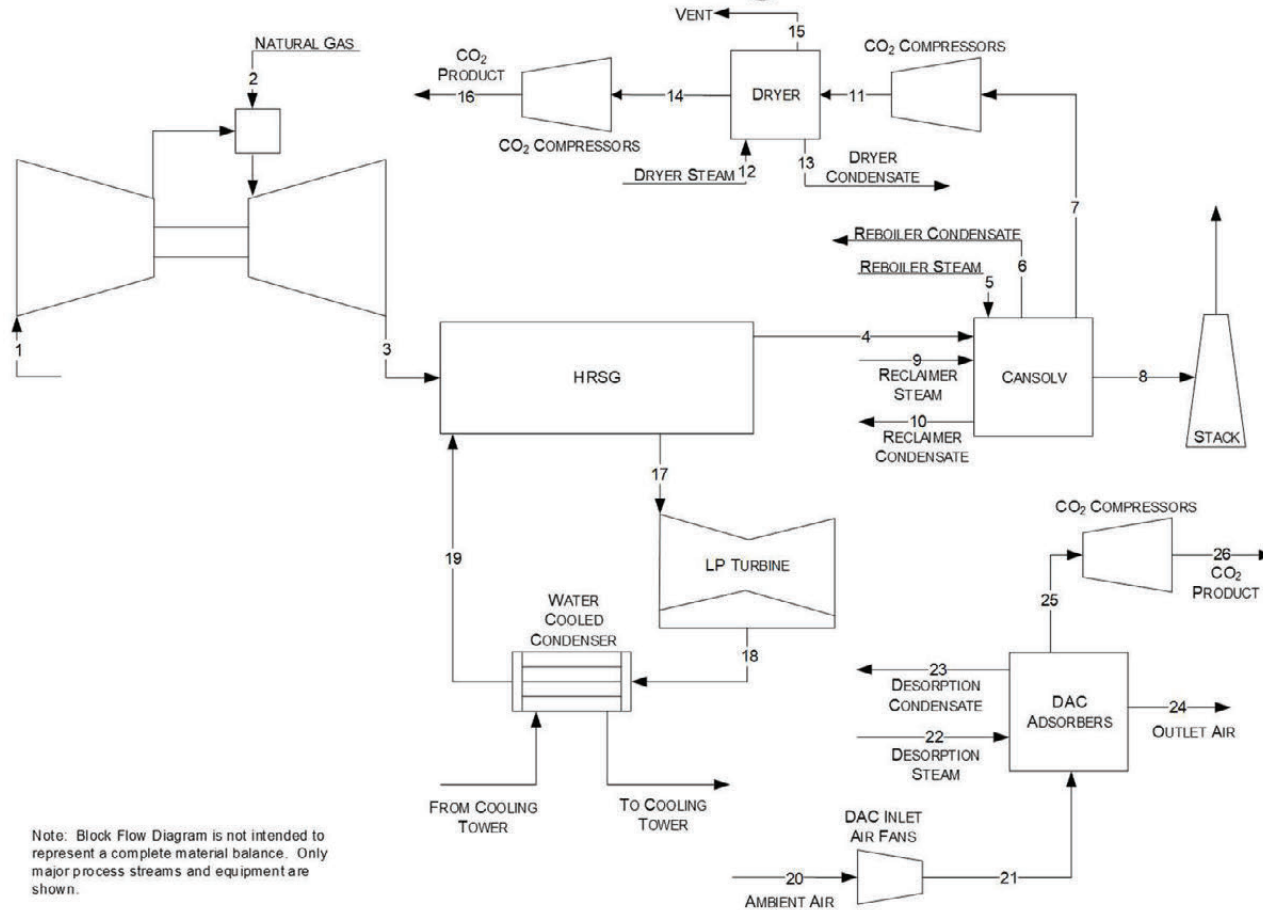 VENT
15
CO2
PRODUCT
16
CO2 COMPRESSORS
14
DRYER
11
CO2 COMPRESSORS
DRYER STEAM
12
13
DRYER
CONDENSATE
NATURAL GAS
2
1
3
7
REBOILER CONDENSATE
6
REBOILER STEAM
5
HRSG
4
9
RECLAIMER
STEAM
10
RECLAIMER
CONDENSATE
CANSOLV
8
STACK
17
LP TURBINE
18
19
WATER
COOLED
CONDENSER
FROM COOLING
TOWER
TO COOLING
TOWER
CO2 COMPRESSORS
26
CO2
PRODUCT
25
23
DESORPTION
CONDENSATE
22
DESORPTION
STEAM
DAC
ADSORBERS
24
OUTLET AIR
DAC INLET
AIR FANS
20
AMBIENT AIR
21
Note: Block Flow Diagram is not intended to
represent a complete material balance. Only
major process streams and equipment are
shown.